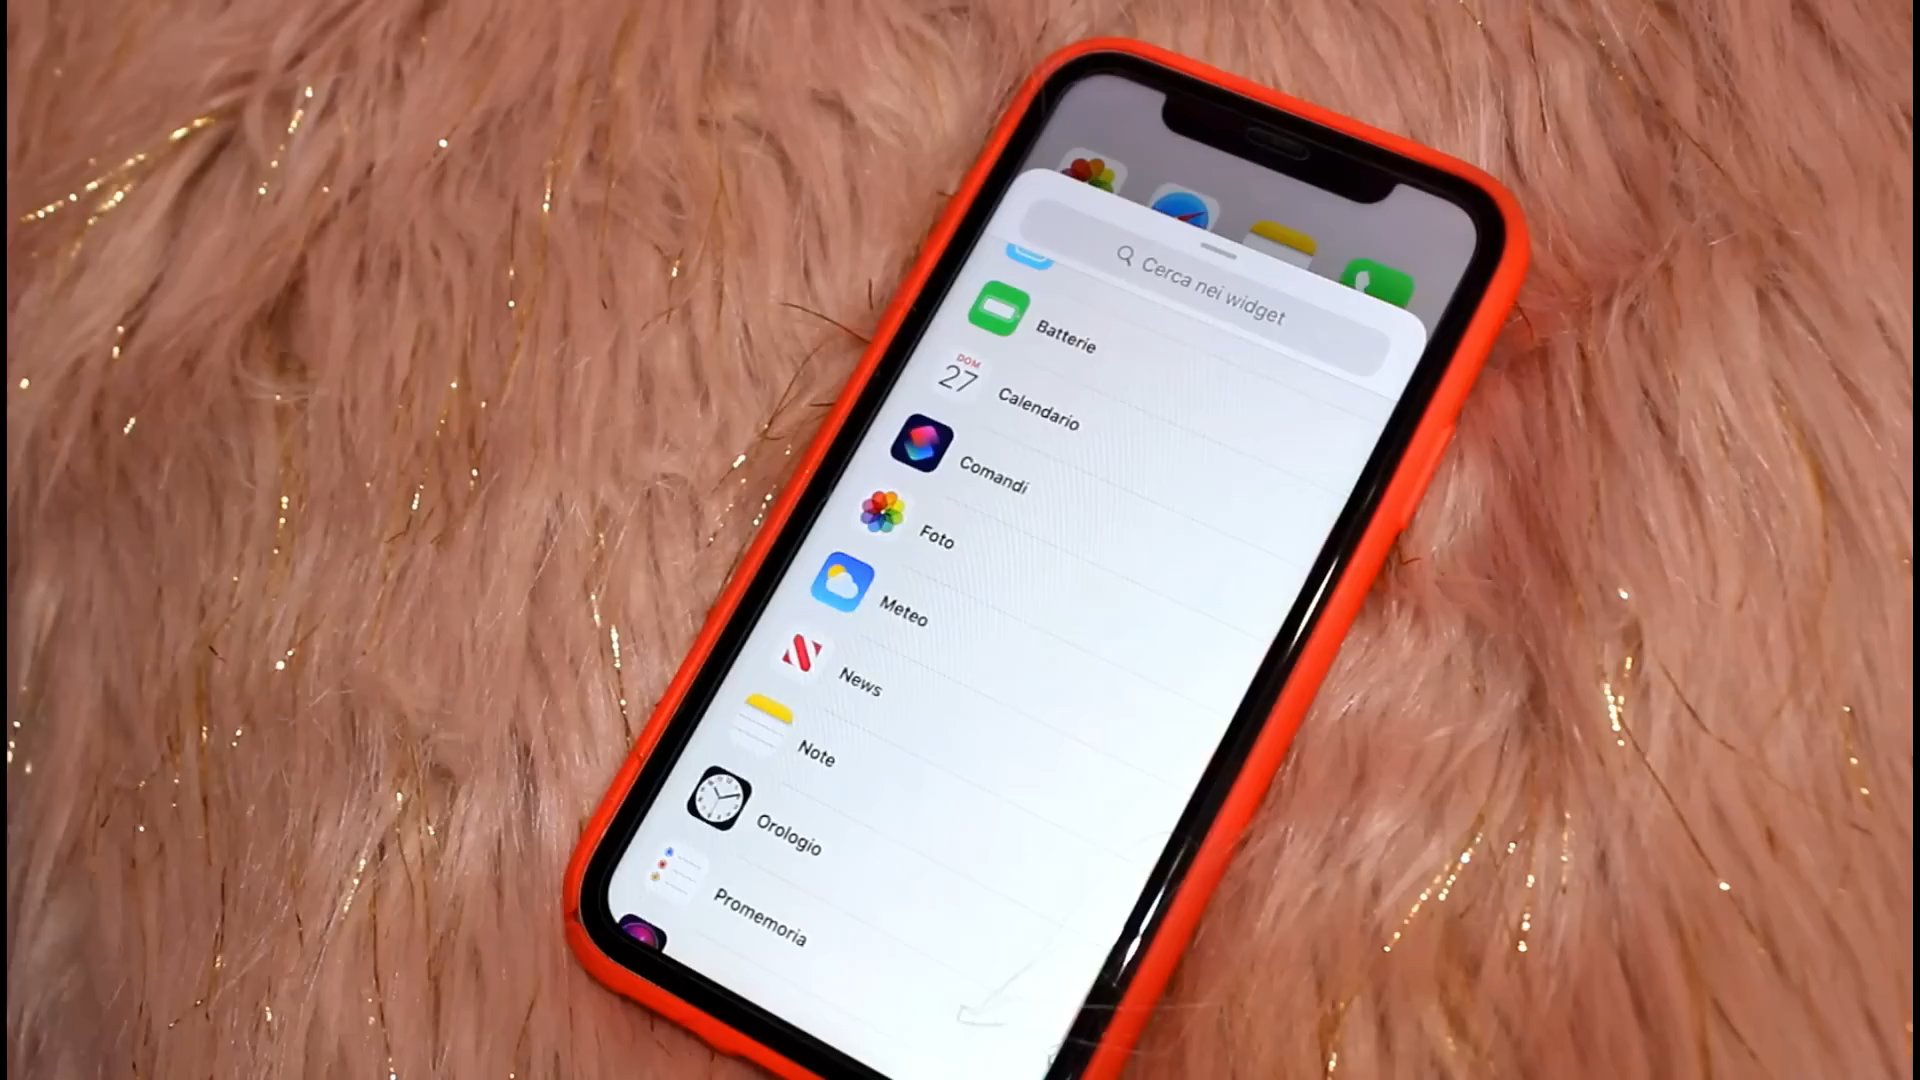 Cerca nei widget
Batterie
DOM
27
Calendario
Comandi
Foto
Meteo
News
Note
Orologio
Promemoria